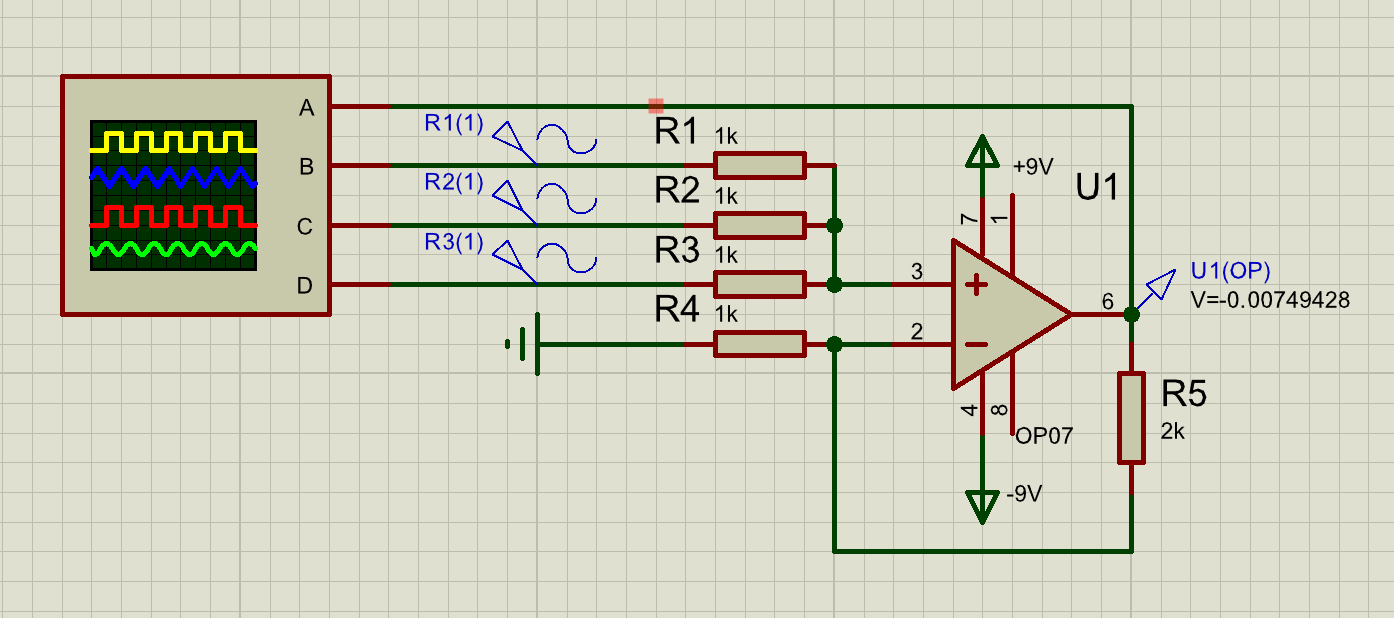 A
R1(1)
R1
1k
B
R2(1)
R2
1k
C
R3(1)
R3
1k
D
R4
1k
+9V
U1
7
1
3
2
6
4
8
OP07
-9V
U1(OP)
V=-0.00749428
R5
2k